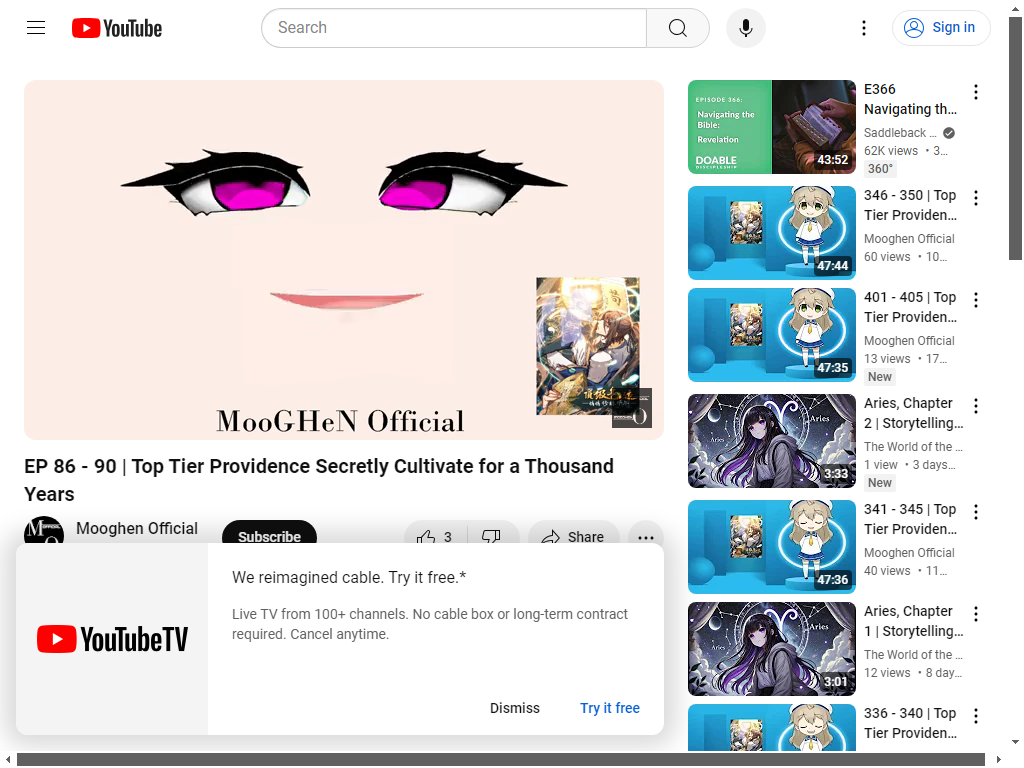 YouTube
Search
Sign in
MooGHeN Official
EP 86 - 90 | Top Tier Providence Secretly Cultivate for a Thousand
Years
Mooghen Official
Subscribe
3
Share
YouTubeTV
We reimagined cable. Try it free.*
Live TV from 100+ channels. No cable box or long-term contract
required. Cancel anytime.
Dismiss
Try it free
EPISODE 366:
Navigating the
Bible:
Revelation
DOABLE
DISCIPLESHIP
43:52
E366
Navigating th...
Saddleback ...
62K views • 3...
360°
47:44
346 - 350 | Top
Tier Providen...
Mooghen Official
60 views • 10...
47:35
401 - 405 | Top
Tier Providen...
Mooghen Official
13 views • 17...
New
Aries
Aries
3:33
Aries, Chapter
2 | Storytelling...
The World of the ...
1 view • 3 days...
New
47:36
341 - 345 | Top
Tier Providen...
Mooghen Official
40 views • 11...
Aries
Aries
3:01
Aries, Chapter
1 | Storytelling...
The World of the ...
12 views • 8 day...
336 - 340 | Top
Tier Providen...